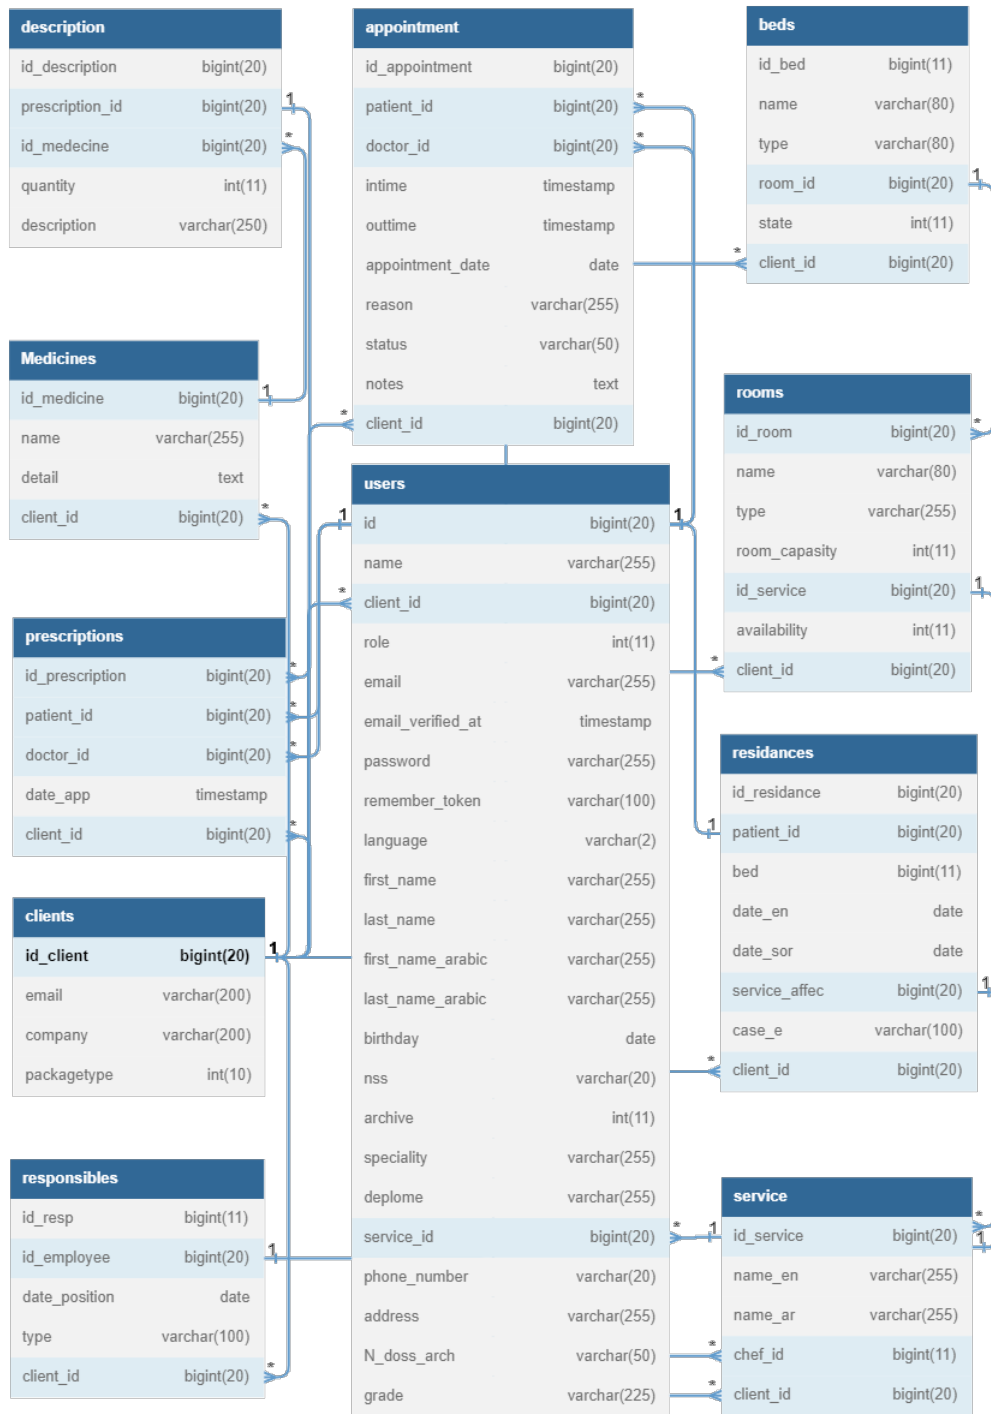 description
id_description bigint(20)
prescription_id bigint(20) 1
id_medecine bigint(20) *
quantity int(11)
description varchar(250)
appointment
id_appointment bigint(20)
patient_id bigint(20) *
doctor_id bigint(20) *
intime timestamp
outtime timestamp
appointment_date date
reason varchar(255)
status varchar(50)
notes text
* client_id bigint(20)
beds
id_bed bigint(11)
name varchar(80)
type varchar(80)
room_id bigint(20) 1
state int(11)
* client_id bigint(20)
Medicines
id_medicine bigint(20) 1
name varchar(255)
detail text
client_id bigint(20) *
users
1 id bigint(20) 1
name varchar(255)
* client_id bigint(20)
role int(11)
email varchar(255)
email_verified_at timestamp
password varchar(255)
remember_token varchar(100)
language varchar(2)
first_name varchar(255)
last_name varchar(255)
first_name_arabic varchar(255)
last_name_arabic varchar(255)
birthday date
nss varchar(20)
archive int(11)
speciality varchar(255)
deplome varchar(255)
service_id bigint(20) *
phone_number varchar(20)
address varchar(255)
N_doss_arch varchar(50)
grade varchar(225)
rooms
id_room bigint(20) *
name varchar(80)
type varchar(255)
room_capasity int(11)
id_service bigint(20) 1
availability int(11)
* client_id bigint(20)
prescriptions
id_prescription bigint(20) *
patient_id bigint(20) *
doctor_id bigint(20) *
date_app timestamp
client_id bigint(20) *
residances
id_residance bigint(20)
1 patient_id bigint(20)
bed bigint(11)
date_en date
date_sor date
service_affec bigint(20) 1
case_e varchar(100)
* client_id bigint(20)
clients
id_client bigint(20) 1
email varchar(200)
company varchar(200)
packagetype int(10)
responsibles
id_resp bigint(11)
id_employee bigint(20) 1
date_position date
type varchar(100)
client_id bigint(20) *
service
1 id_service bigint(20) * 1
name_en varchar(255)
name_ar varchar(255)
* chef_id bigint(11)
* client_id bigint(20)